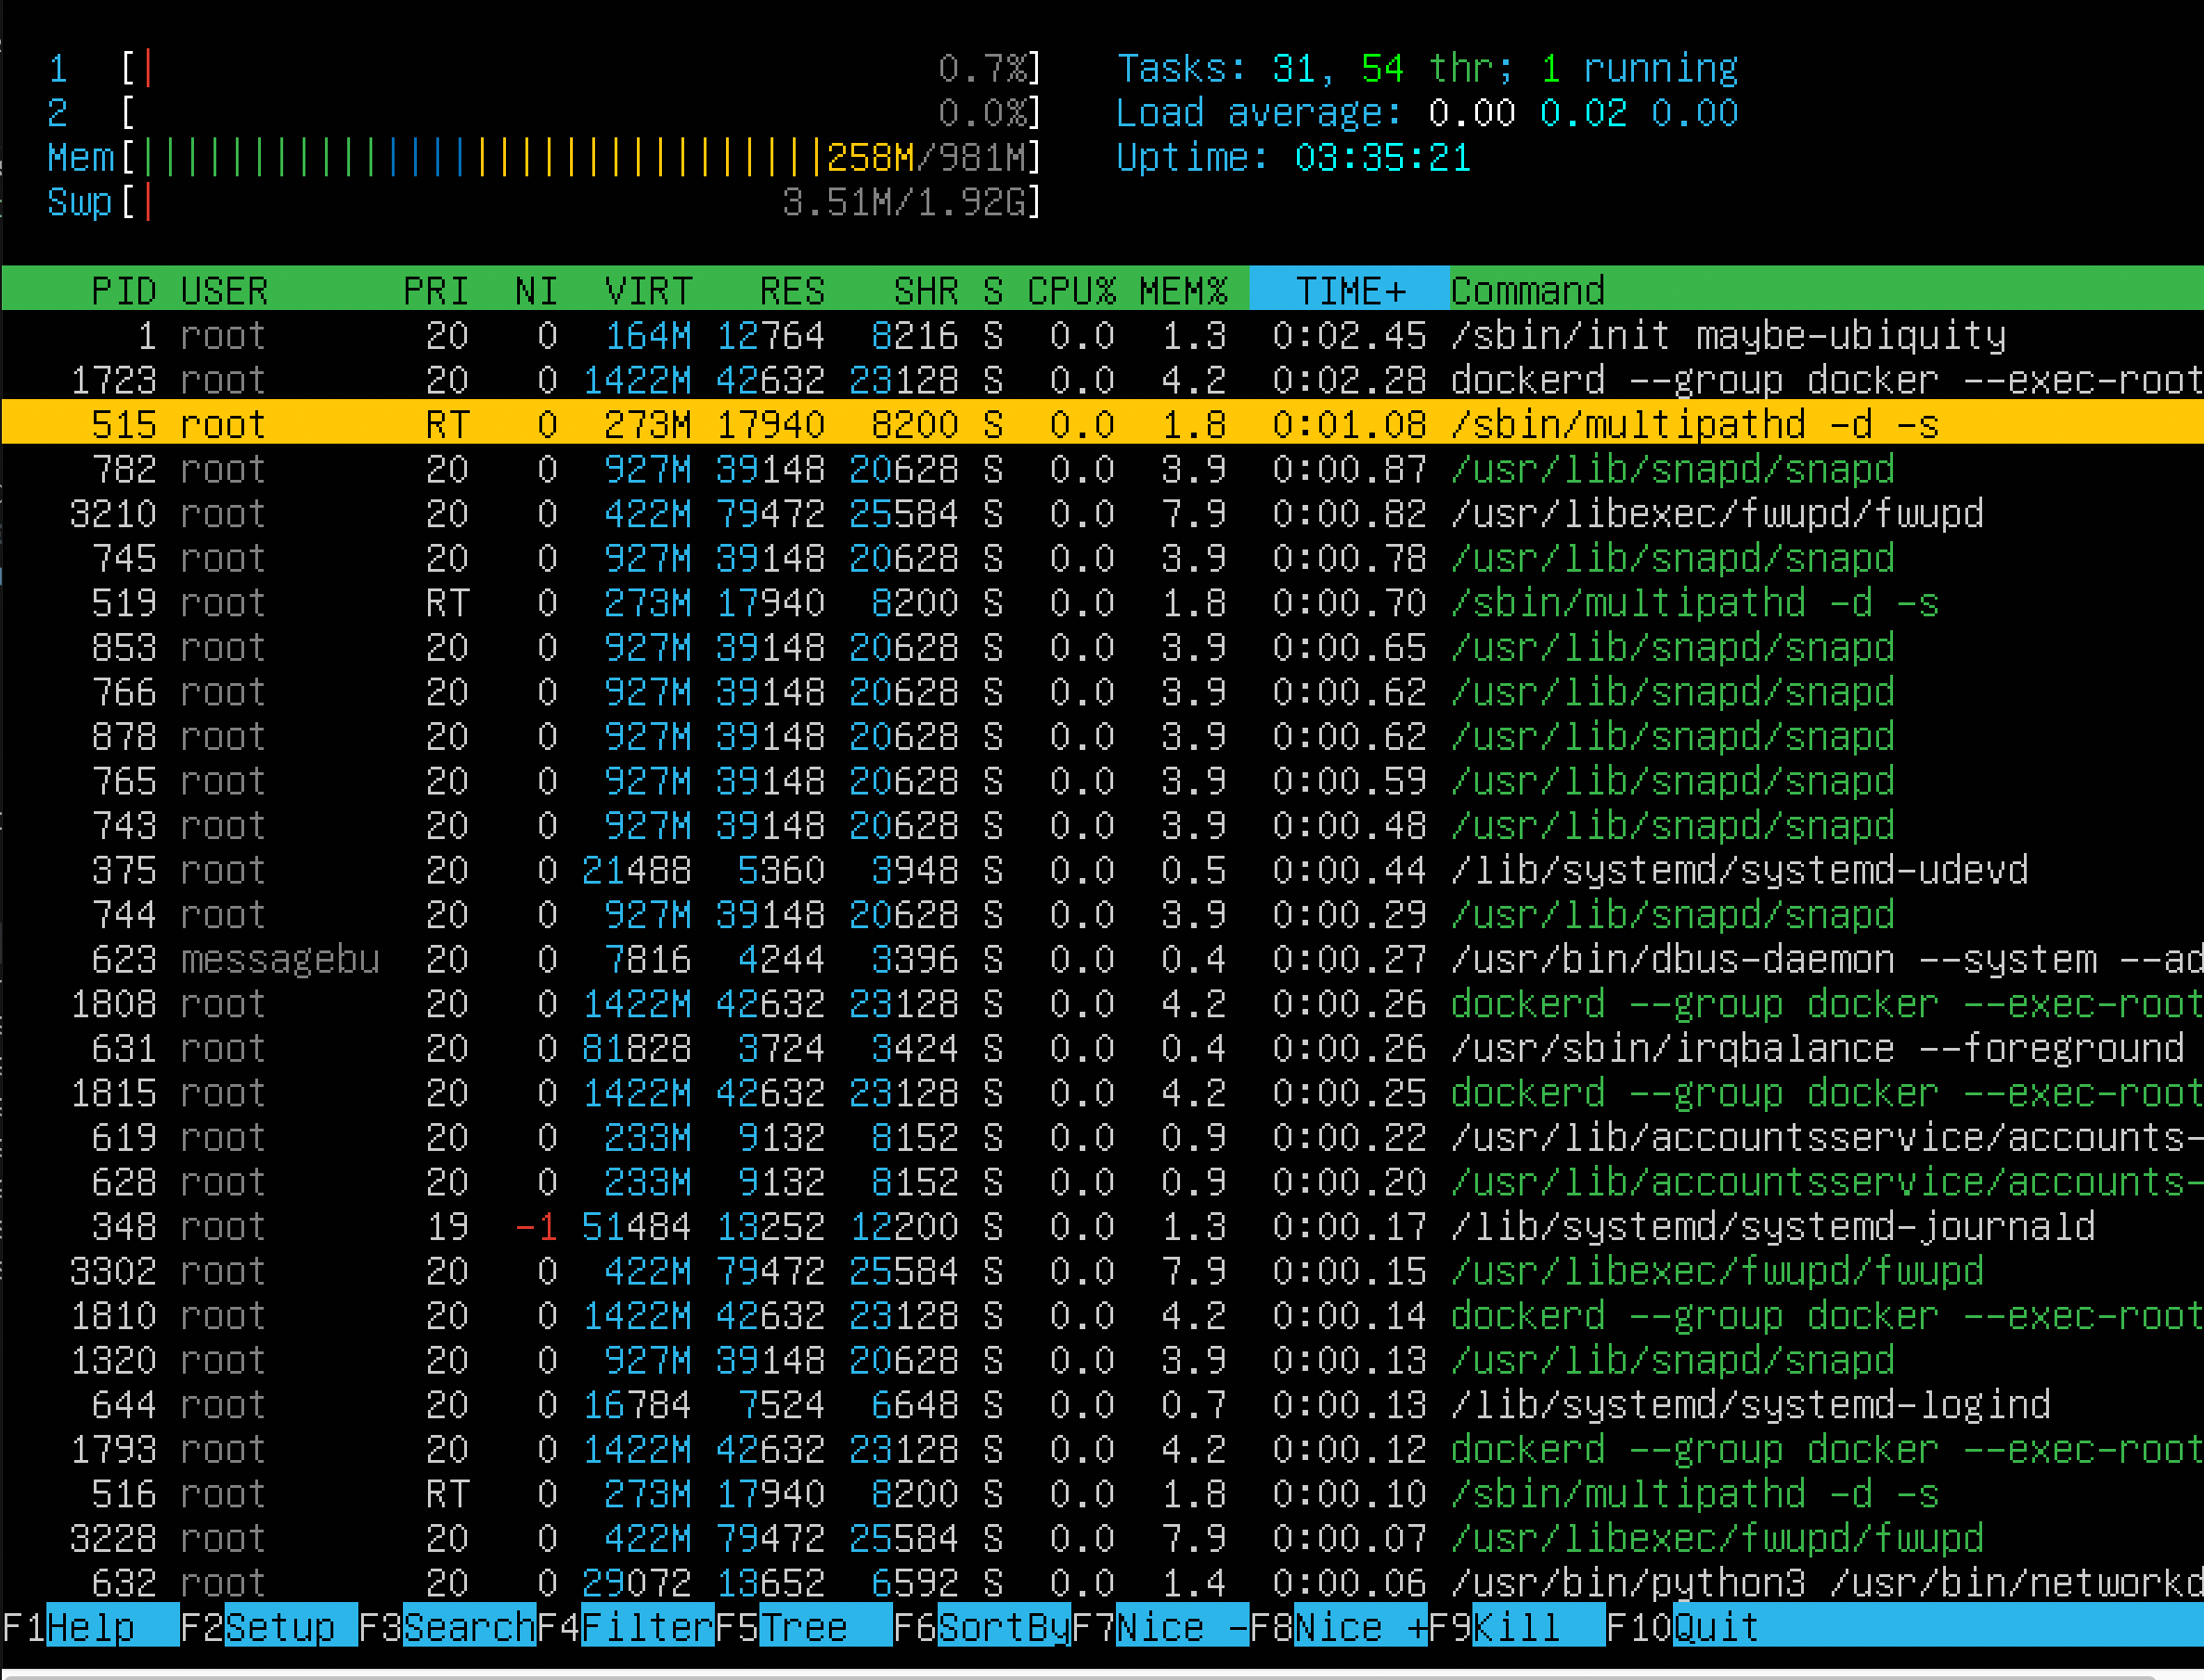 1 [| 0.7%] Tasks: 31, 54 thr; 1 running
2 [ 0.0%] Load average: 0.00 0.02 0.00
Mem[|||||||||||||||||||||||||||||||258M/981M] Uptime: 03:35:21
Swp[| 3.51M/1.92G]
PID USER PRI NI VIRT RES SHR S CPU% MEM% TIME+ Command
1 root 20 0 164M 12764 8216 S 0.0 1.3 0:02.45 /sbin/init maybe-ubiquity
1723 root 20 0 1422M 42632 23128 S 0.0 4.2 0:02.28 dockerd --group docker --exec-root
515 root RT 0 273M 17940 8200 S 0.0 1.8 0:01.08 /sbin/multipathd -d -s
782 root 20 0 927M 39148 20628 S 0.0 3.9 0:00.87 /usr/lib/snapd/snapd
3210 root 20 0 422M 79472 25584 S 0.0 7.9 0:00.82 /usr/libexec/fwupd/fwupd
745 root 20 0 927M 39148 20628 S 0.0 3.9 0:00.78 /usr/lib/snapd/snapd
519 root RT 0 273M 17940 8200 S 0.0 1.8 0:00.70 /sbin/multipathd -d -s
853 root 20 0 927M 39148 20628 S 0.0 3.9 0:00.65 /usr/lib/snapd/snapd
766 root 20 0 927M 39148 20628 S 0.0 3.9 0:00.62 /usr/lib/snapd/snapd
878 root 20 0 927M 39148 20628 S 0.0 3.9 0:00.62 /usr/lib/snapd/snapd
765 root 20 0 927M 39148 20628 S 0.0 3.9 0:00.59 /usr/lib/snapd/snapd
743 root 20 0 927M 39148 20628 S 0.0 3.9 0:00.48 /usr/lib/snapd/snapd
375 root 20 0 21488 5360 3948 S 0.0 0.5 0:00.44 /lib/systemd/systemd-udevd
744 root 20 0 927M 39148 20628 S 0.0 3.9 0:00.29 /usr/lib/snapd/snapd
623 messagebu 20 0 7816 4244 3396 S 0.0 0.4 0:00.27 /usr/bin/dbus-daemon --system --ad
1808 root 20 0 1422M 42632 23128 S 0.0 4.2 0:00.26 dockerd --group docker --exec-root
631 root 20 0 81828 3724 3424 S 0.0 0.4 0:00.26 /usr/sbin/irqbalance --foreground
1815 root 20 0 1422M 42632 23128 S 0.0 4.2 0:00.25 dockerd --group docker --exec-root
619 root 20 0 233M 9132 8152 S 0.0 0.9 0:00.22 /usr/lib/accountsservice/accounts-
628 root 20 0 233M 9132 8152 S 0.0 0.9 0:00.20 /usr/lib/accountsservice/accounts-
348 root 19 -1 51484 13252 12200 S 0.0 1.3 0:00.17 /lib/systemd/systemd-journald
3302 root 20 0 422M 79472 25584 S 0.0 7.9 0:00.15 /usr/libexec/fwupd/fwupd
1810 root 20 0 1422M 42632 23128 S 0.0 4.2 0:00.14 dockerd --group docker --exec-root
1320 root 20 0 927M 39148 20628 S 0.0 3.9 0:00.13 /usr/lib/snapd/snapd
644 root 20 0 16784 7524 6648 S 0.0 0.7 0:00.13 /lib/systemd/systemd-logind
1793 root 20 0 1422M 42632 23128 S 0.0 4.2 0:00.12 dockerd --group docker --exec-root
516 root RT 0 273M 17940 8200 S 0.0 1.8 0:00.10 /sbin/multipathd -d -s
3228 root 20 0 422M 79472 25584 S 0.0 7.9 0:00.07 /usr/libexec/fwupd/fwupd
632 root 20 0 29072 13652 6592 S 0.0 1.4 0:00.06 /usr/bin/python3 /usr/bin/networkd
F1Help F2Setup F3SearchF4FilterF5Tree F6SortByF7Nice -F8Nice +F9Kill F10Quit